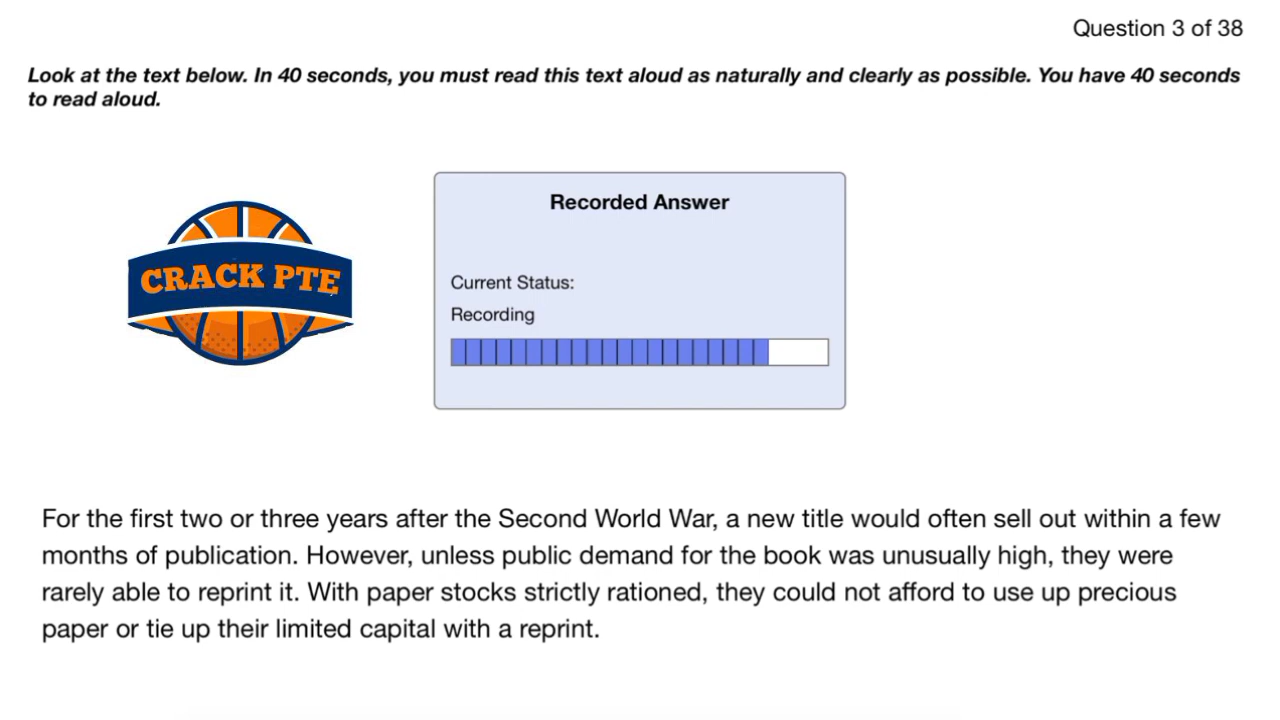 Question 3 of 38
Look at the text below. In 40 seconds, you must read this text aloud as naturally and clearly as possible. You have 40 seconds
to read aloud.
Recorded Answer
CRACK PTE
Current Status:
Recording
For the first two or three years after the Second World War, a new title would often sell out within a few
months of publication. However, unless public demand for the book was unusually high, they were
rarely able to reprint it. With paper stocks strictly rationed, they could not afford to use up precious
paper or tie up their limited capital with a reprint.